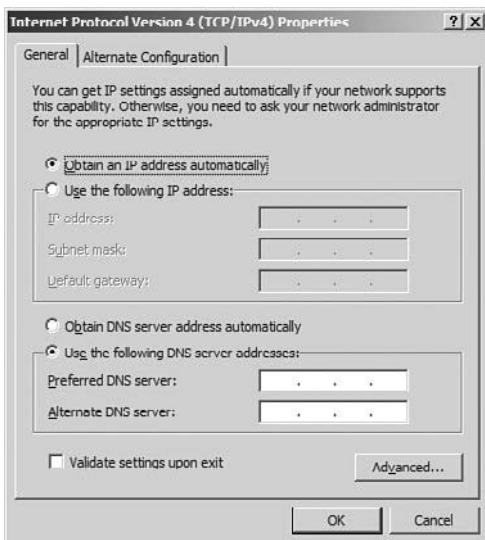 Internet Protocol Version 4 (TCP/IPv4) Properties ? X
General Alternate Configuration
You can get IP settings assigned automatically if your network supports
this capability. Otherwise, you need to ask your network administrator
for the appropriate IP settings.
Obtain an IP address automatically
Use the following IP address:
IP address:
Subnet mask:
Default gateway:
Obtain DNS server address automatically
Use the following DNS server addresses:
Preferred DNS server:
Alternate DNS server:
Validate settings upon exit
Advanced...
OK Cancel